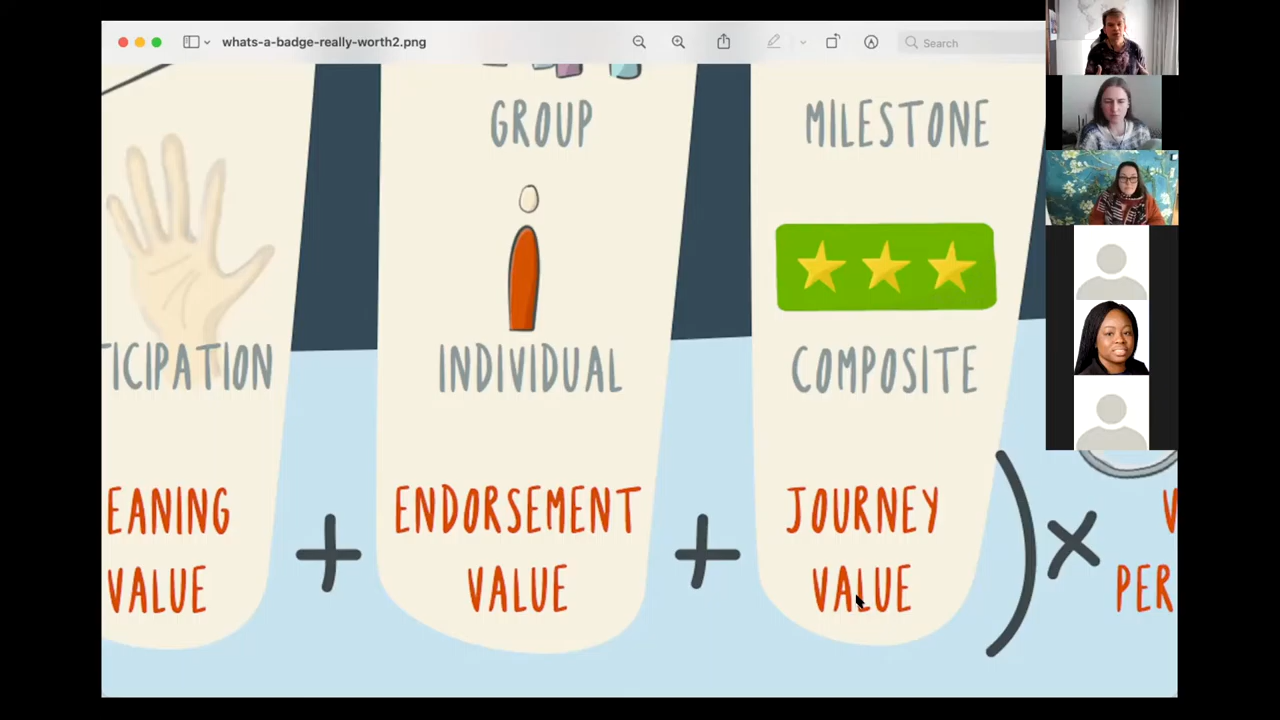 whats-a-badge-really-worth2.png
Search
GROUP
MILESTONE
TICIPATION
INDIVIDUAL
COMPOSITE
EANING
VALUE
+
ENDORSEMENT
VALUE
+
JOURNEY
VALUE
)
×
V
PER